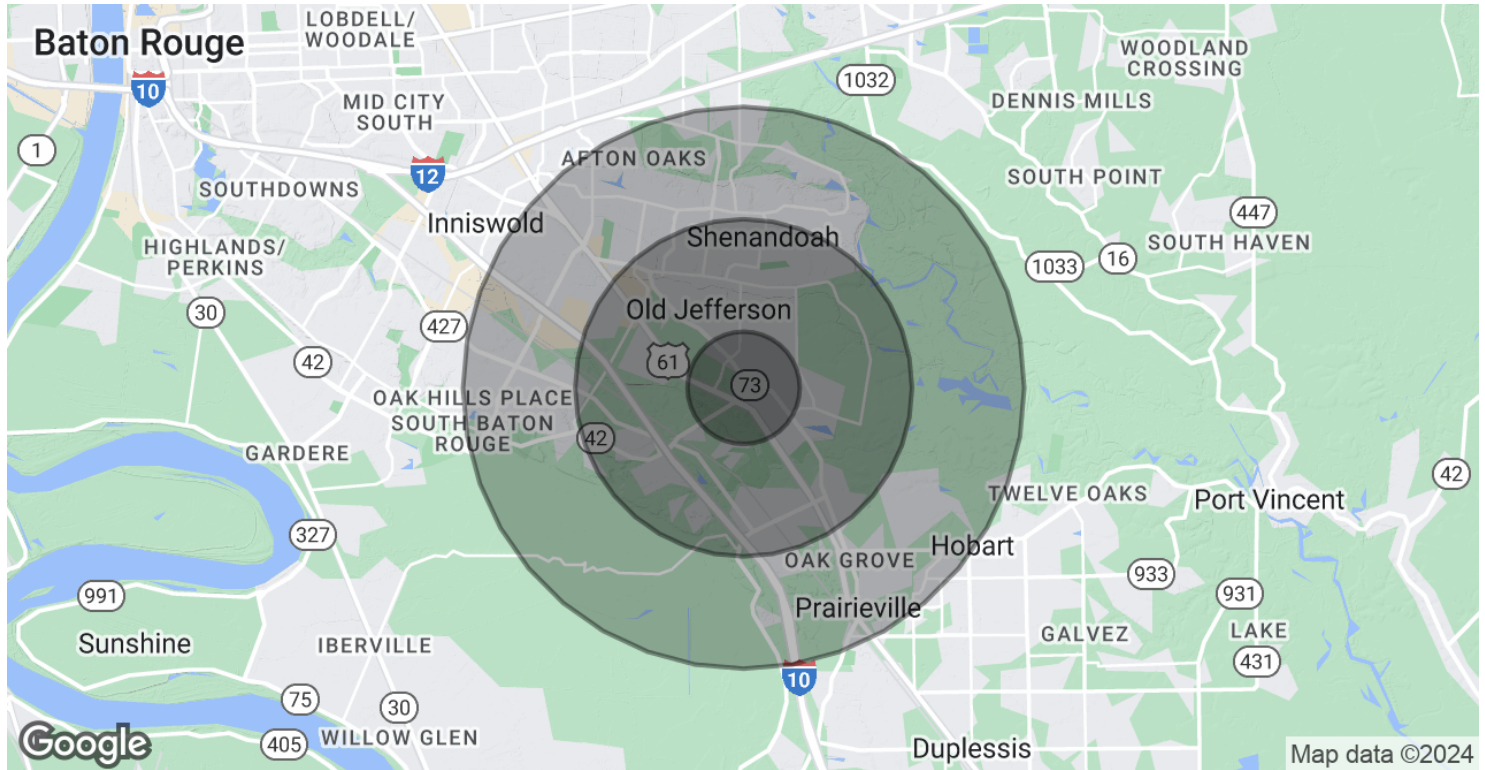 LOBDELL/
WOODALE
Baton Rouge
WOODLAND
CROSSING
1032
10
MID CITY
SOUTH
DENNIS MILLS
1
AFTON OAKS
12
SOUTH POINT
SOUTHDOWNS
447
Inniswold
Shenandoah
SOUTH HAVEN
HIGHLANDS/
PERKINS
16
1033
Old Jefferson
30
427
42
61
73
OAK HILLS PLACE
SOUTH BATON
ROUGE
42
GARDERE
42
TWELVE OAKS
Port Vincent
327
Hobart
OAK GROVE
933
991
931
Prairieville
Sunshine
IBERVILLE
GALVEZ
LAKE
431
10
75
30
405
WILLOW GLEN
Duplessis
Google
Map data ©2024